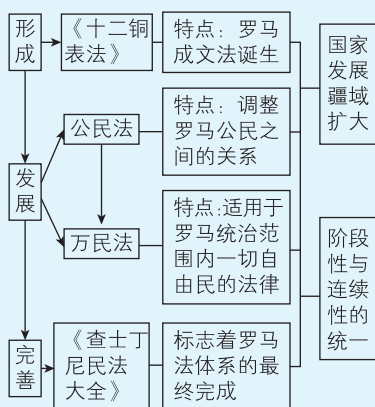 形
成
《十二铜
表法》
特点：罗马
成文法诞生
国家
发展
疆域
扩大
公民法
特点：调整
罗马公民之
间的关系
发
展
万民法
特点:适用于
罗马统治范
围内一切自
由民的法律
阶段
性与
连续
性的
统一
完
善
《查士丁
尼民法
大全》
标志着罗马
法体系的最
终完成